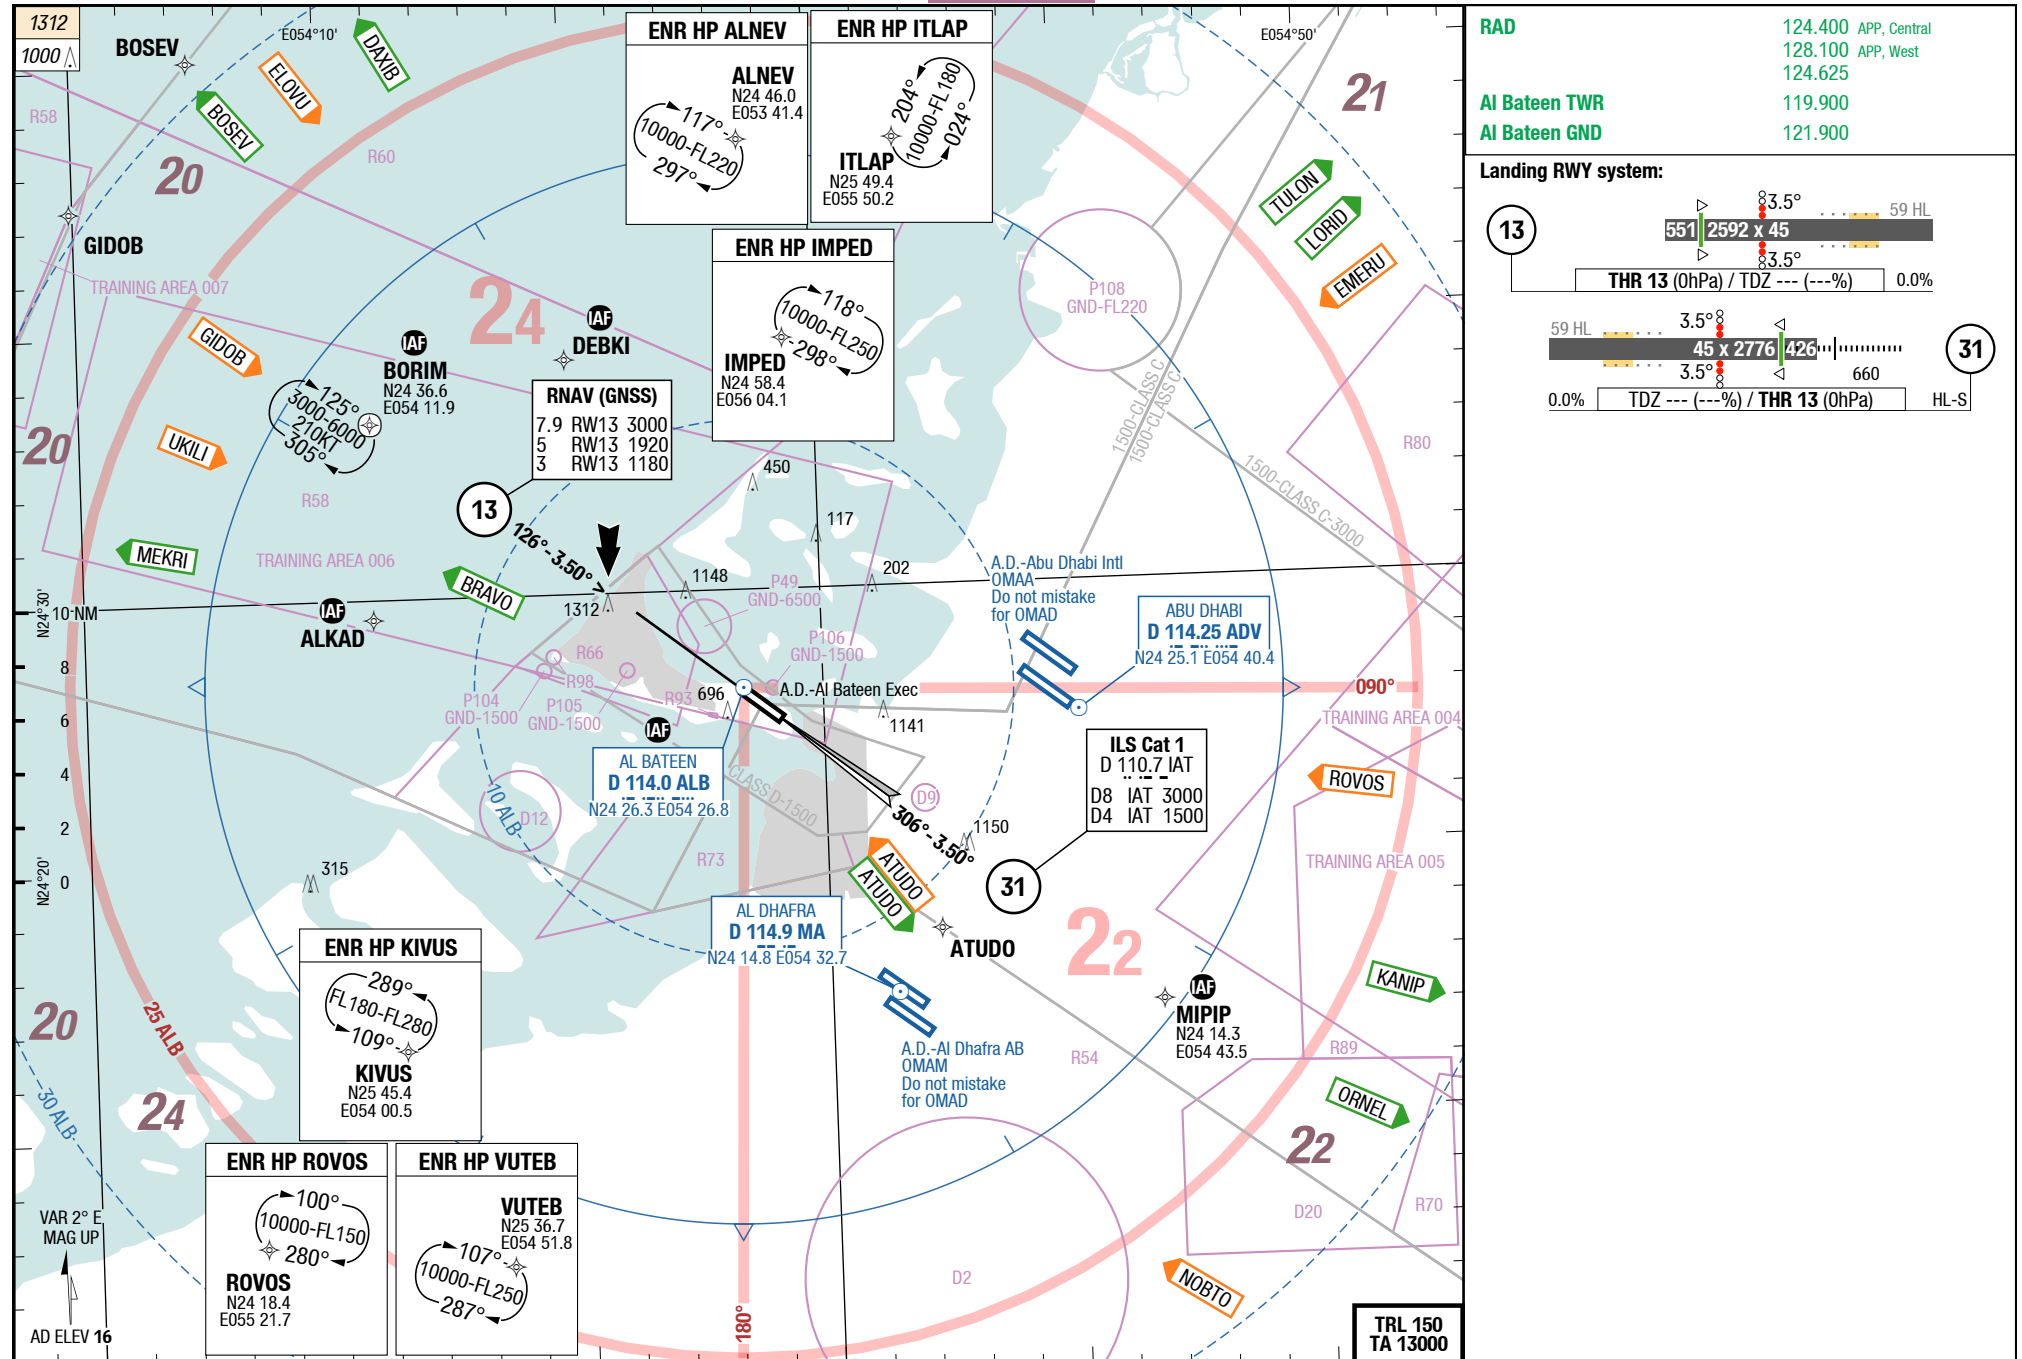 1312
1000
BOSEV
E054°10'
DAXIB
ELOVU
BOSEV
R58
R60
20
GIDOB
TRAINING AREA 007
24
ENR HP ALNEV
ALNEV
N24 46.0
E053 41.4
117°
10000-FL220
297°
ENR HP ITLAP
204°
10000-FL180
024°
ITLAP
N25 49.4
E055 50.2
E054°50'
21
TULON
LORID
EMERU
P108
GND-FL220
ENR HP IMPED
118°
10000-FL250
298°
IMPED
N24 58.4
E056 04.1
GIDOB
IAF
BORIM
N24 36.6
E054 11.9
IAF
DEBKI
125°
3000-6000
210KT
305°
UKILI
20
R58
RNAV (GNSS)
7.9 RW13 3000
5 RW13 1920
3 RW13 1180
13
126°-3.50°
1500-CLASS C
1500-CLASS C
1500-CLASS C-3000
R80
450
117
MEKRI
TRAINING AREA 006
BRAVO
1148
1312
P49
GND-6500
202
A.D.-Abu Dhabi Intl
OMAA
Do not mistake
for OMAD
ABU DHABI
D 114.25 ADV
N24 25.1 E054 40.4
N24°30'
10 NM
8
6
4
2
0
N24°20'
IAF
ALKAD
R66
R98
R93
P106
GND-1500
P104
GND-1500
P105
GND-1500
696
A.D.-Al Bateen Exec
1141
090°
TRAINING AREA 004
IAF
AL BATEEN
D 114.0 ALB
N24 26.3 E054 26.8
CLASS D-1500
ILS Cat 1
D 110.7 IAT
D8 IAT 3000
D4 IAT 1500
ROVOS
D9
306°-3.50°
1150
10 ALB
D12
R73
TRAINING AREA 005
315
ATUDO
ATUDO
31
AL DHAFRA
D 114.9 MA
N24 14.8 E054 32.7
ATUDO
22
KANIP
IAF
MIPIP
N24 14.3
E054 43.5
ENR HP KIVUS
289°
FL180-FL280
109°
KIVUS
N25 45.4
E054 00.5
20
25 ALB
A.D.-Al Dhafra AB
OMAM
Do not mistake
for OMAD
R54
R89
ORNEL
30 ALB
24
22
ENR HP ROVOS
100°
10000-FL150
280°
ROVOS
N24 18.4
E055 21.7
ENR HP VUTEB
VUTEB
N25 36.7
E054 51.8
107°
10000-FL250
287°
VAR 2° E
MAG UP
AD ELEV 16
180°
D2
D20
R70
NOBTO
TRL 150
TA 13000
RAD 124.400 APP, Central
128.100 APP, West
124.625
Al Bateen TWR 119.900
Al Bateen GND 121.900
Landing RWY system:
13
3.5°
59 HL
551 2592 x 45
3.5°
THR 13 (0hPa) / TDZ --- (---%) 0.0%
59 HL
3.5°
45 x 2776 426
31
3.5°
660
0.0% TDZ --- (---%) / THR 13 (0hPa) HL-S